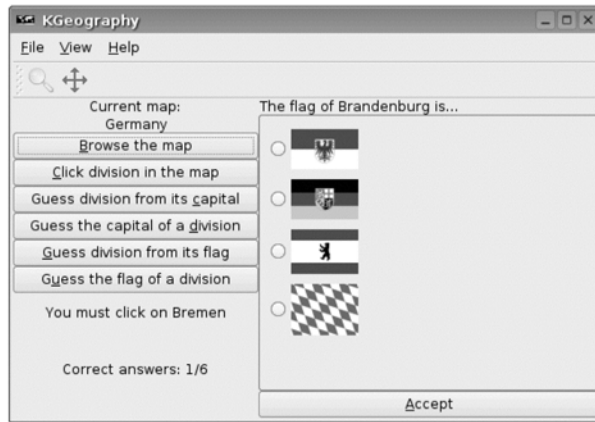 KGeography
File View Help
Current map:
Germany
Browse the map
Click division in the map
Guess division from its capital
Guess the capital of a division
Guess division from its flag
Guess the flag of a division
You must click on Bremen
Correct answers: 1/6
The flag of Brandenburg is...
Accept